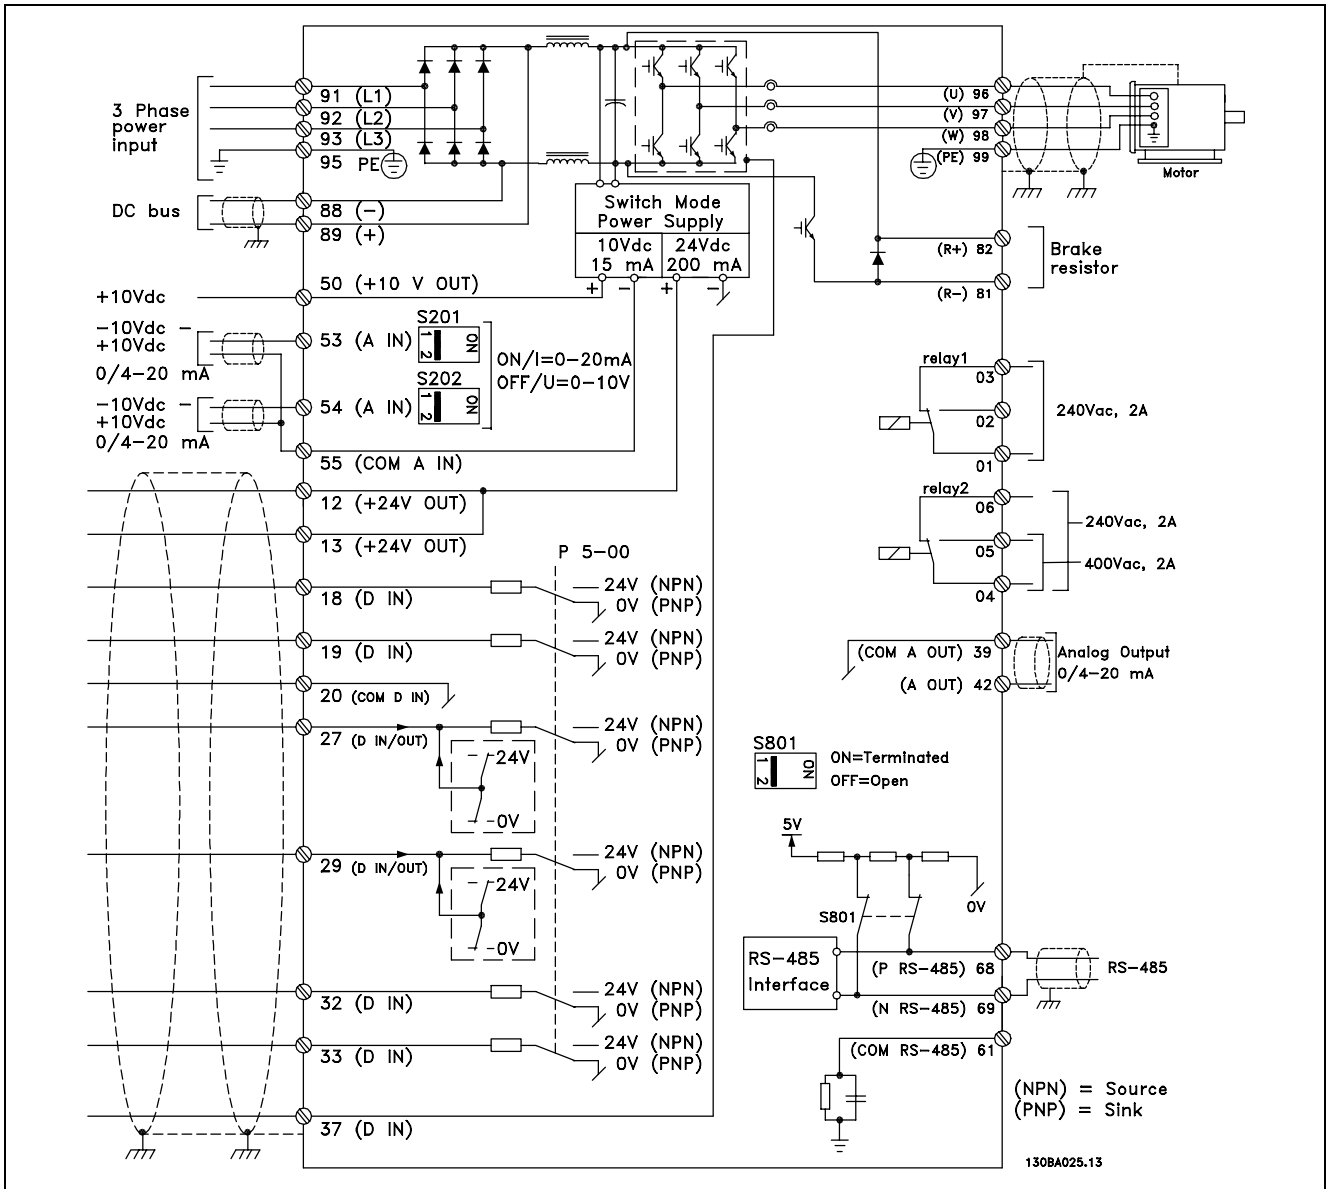 3 Phase
power
input
91 (L1)
92 (L2)
93 (L3)
95 PE
DC bus
88 (−)
89 (+)
+10Vdc
50 (+10 V OUT)
Switch Mode
Power Supply
10Vdc
15 mA
24Vdc
200 mA
+ − + −
−10Vdc −
+10Vdc
0/4−20 mA
53 (A IN)
S201
1
2
ON
−10Vdc −
+10Vdc
0/4−20 mA
54 (A IN)
S202
1
2
ON
ON/I=0−20mA
OFF/U=0−10V
55 (COM A IN)
12 (+24V OUT)
13 (+24V OUT)
P 5-00
18 (D IN)
24V (NPN)
0V (PNP)
19 (D IN)
24V (NPN)
0V (PNP)
20 (COM D IN)
27 (D IN/OUT)
24V (NPN)
0V (PNP)
24V
0V
29 (D IN/OUT)
24V (NPN)
0V (PNP)
24V
0V
32 (D IN)
24V (NPN)
0V (PNP)
33 (D IN)
24V (NPN)
0V (PNP)
37 (D IN)
(U) 96
(V) 97
(W) 98
(PE) 99
Motor
(R+) 82
Brake
resistor
(R−) 81
relay1
03
02
01
240Vac, 2A
relay2
06
05
04
240Vac, 2A
400Vac, 2A
(COM A OUT) 39
(A OUT) 42
Analog Output
0/4−20 mA
S801
1
2
ON
ON=Terminated
OFF=Open
5V
0V
S801
RS-485
Interface
(P RS-485) 68
(N RS-485) 69
RS-485
(COM RS-485) 61
(NPN) = Source
(PNP) = Sink
130BA025.13